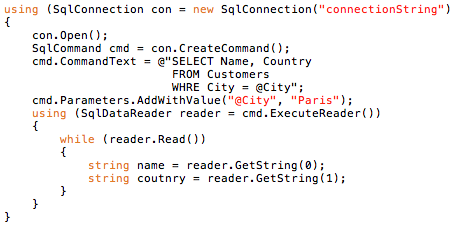 using (SqlConnection con = new SqlConnection("connectionString")
{
    con.Open();
    SqlCommand cmd = con.CreateCommand();
    cmd.CommandText = @"SELECT Name, Country
                        FROM Customers
                        WHRE City = @City";
    cmd.Parameters.AddWithValue("@City", "Paris");
    using (SqlDataReader reader = cmd.ExecuteReader())
    {
        while (reader.Read())
        {
            string name = reader.GetString(0);
            string coutnry = reader.GetString(1);
        }
    }
}